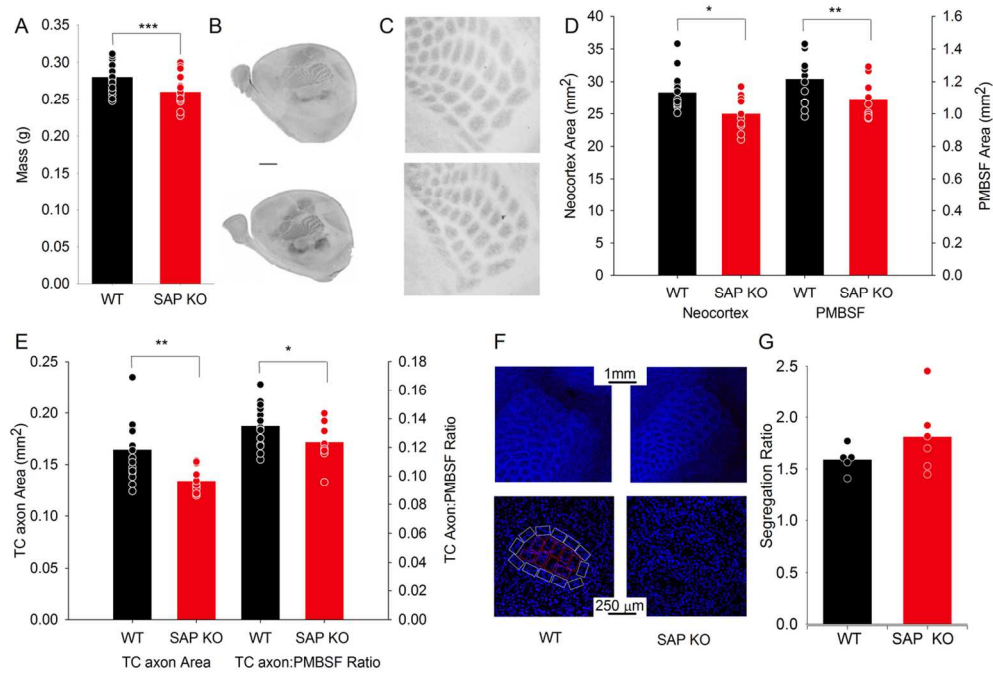 A
B
C
D
Mass (g)
0.35
0.30
0.25
0.20
0.15
0.10
0.05
0.00
***
WT
SAP KO
Neocortex Area (mm²)
40
35
30
25
20
15
10
5
0
*
**
1.6
1.4
1.2
1.0
0.8
0.6
0.4
0.2
0.0
PMBSF Area (mm²)
WT
SAP KO
WT
SAP KO
Neocortex
PMBSF
E
F
G
TC axon Area (mm²)
0.25
0.20
0.15
0.10
0.05
0.00
**
*
0.18
0.16
0.14
0.12
0.10
0.08
0.06
0.04
0.02
0.00
TC Axon:PMBSF Ratio
WT
SAP KO
WT
SAP KO
TC axon Area
TC axon:PMBSF Ratio
1mm
250 μm
WT
SAP KO
Segregation Ratio
2.5
2.0
1.5
1.0
0.5
0
WT
SAP KO